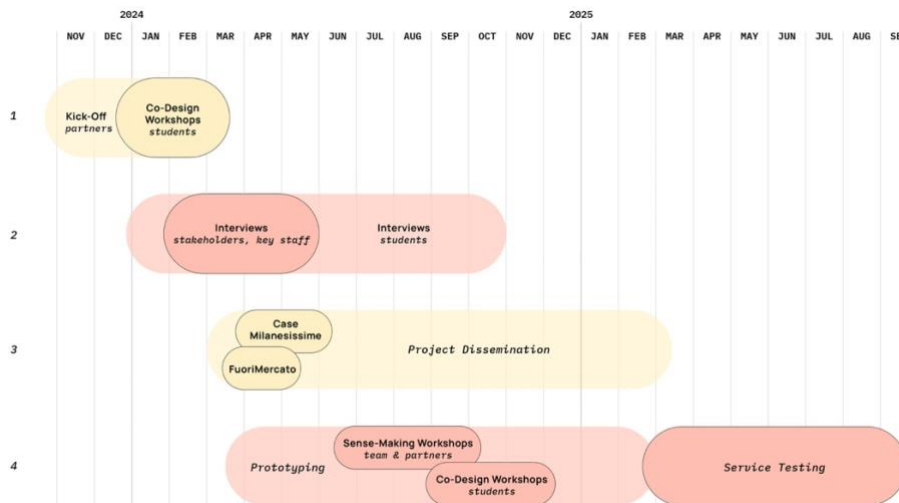 2024 2025
NOV DEC JAN FEB MAR APR MAY JUN JUL AUG SEP OCT NOV DEC JAN FEB MAR APR MAY JUN JUL AUG SE
1
Kick-Off
partners
Co-Design
Workshops
students
2
Interviews
stakeholders, key staff
Interviews
students
3
Case
Milanesissime
FuoriMercato
Project Dissemination
4
Prototyping
Sense-Making Workshops
team & partners
Co-Design Workshops
students
Service Testing